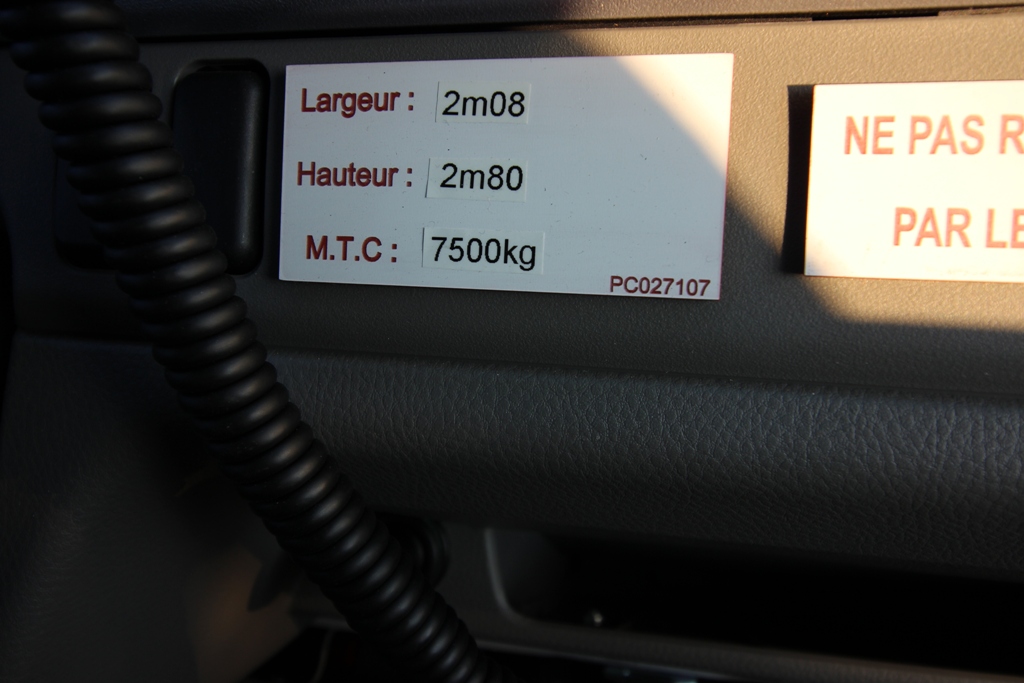 Largeur : 2m08
Hauteur : 2m80
M.T.C : 7500kg
PC027107
NE PAS R
PAR LE